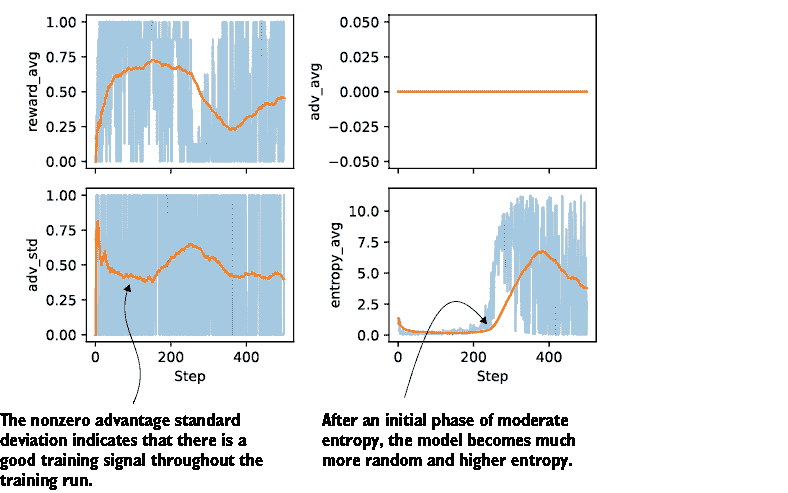 1.00
0.75
0.50
0.25
0.00
reward_avg
0.050
0.025
0.000
−0.025
−0.050
adv_avg
1.00
0.75
0.50
0.25
0.00
adv_std
0 200 400
Step
10.0
7.5
5.0
2.5
0.0
entropy_avg
0 200 400
Step
The nonzero advantage standard
deviation indicates that there is a
good training signal throughout the
training run.
After an initial phase of moderate
entropy, the model becomes much
more random and higher entropy.